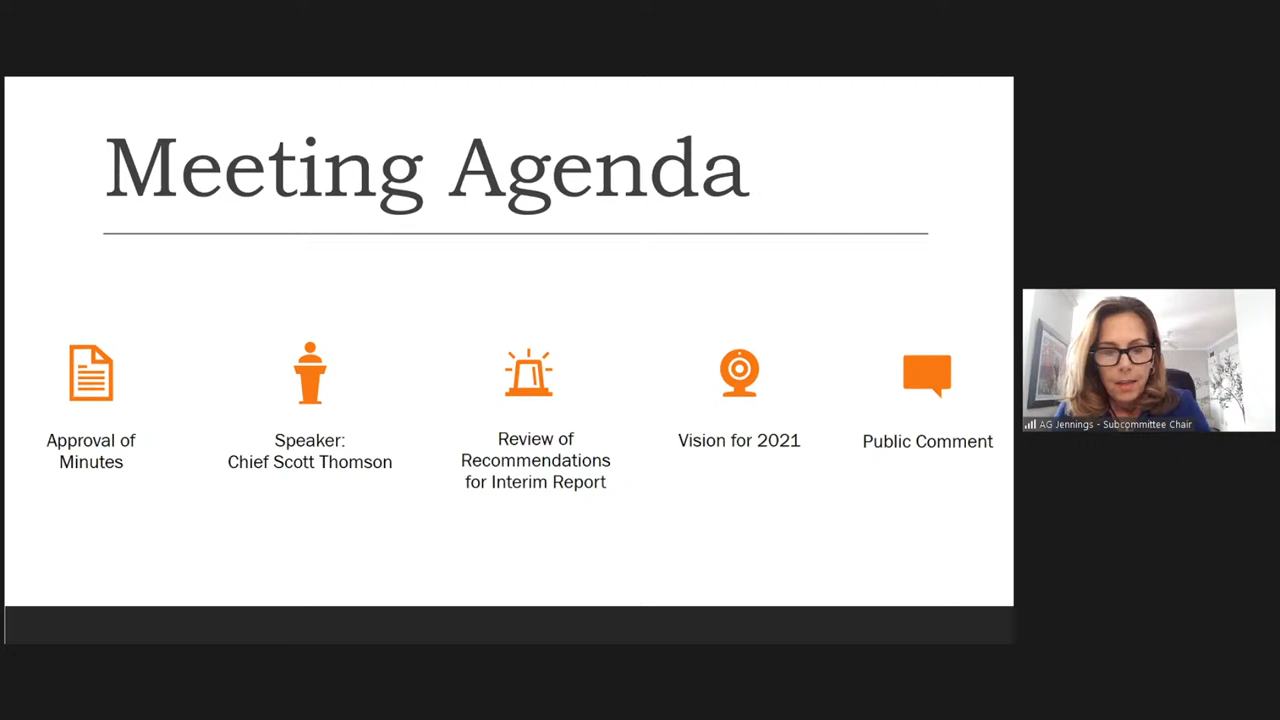 Meeting Agenda
Approval of
Minutes
Speaker:
Chief Scott Thomson
Review of
Recommendations
for Interim Report
Vision for 2021
Public Comment
AG Jennings - Subcommittee Chair